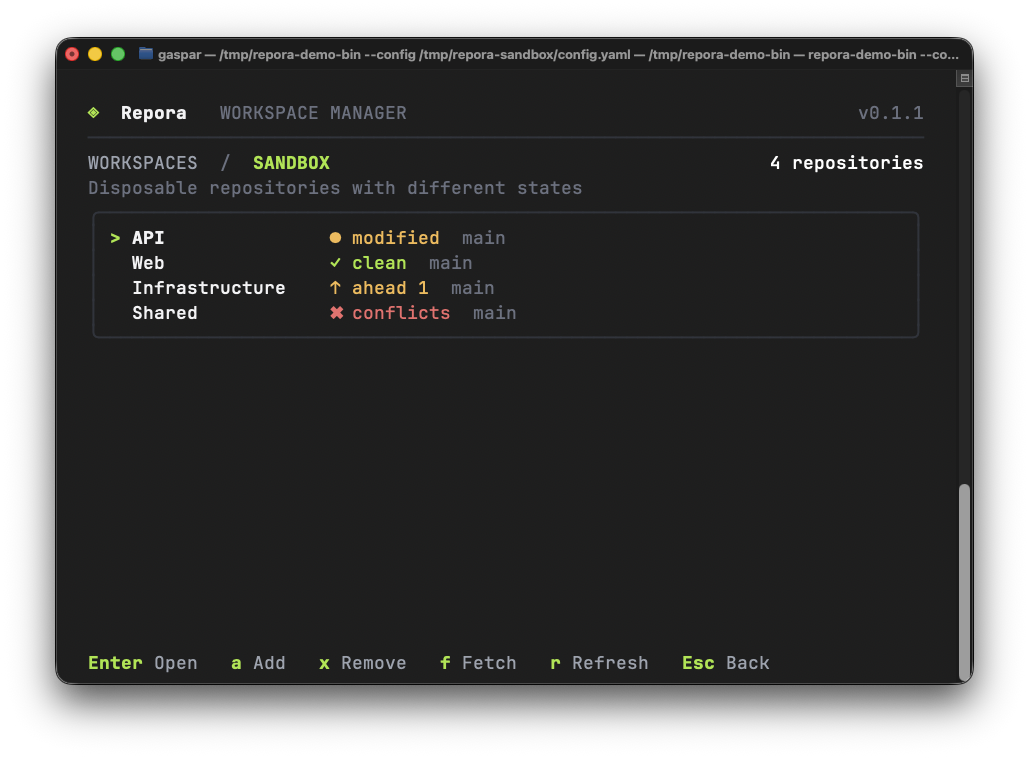 gaspar — /tmp/repora-demo-bin --config /tmp/repora-sandbox/config.yaml — /tmp/repora-demo-bin — repora-demo-bin --co...
◈ Repora WORKSPACE MANAGER v0.1.1
WORKSPACES / SANDBOX 4 repositories
Disposable repositories with different states
> API ● modified main
Web ✓ clean main
Infrastructure ↑ ahead 1 main
Shared ✖ conflicts main
Enter Open a Add x Remove f Fetch r Refresh Esc Back